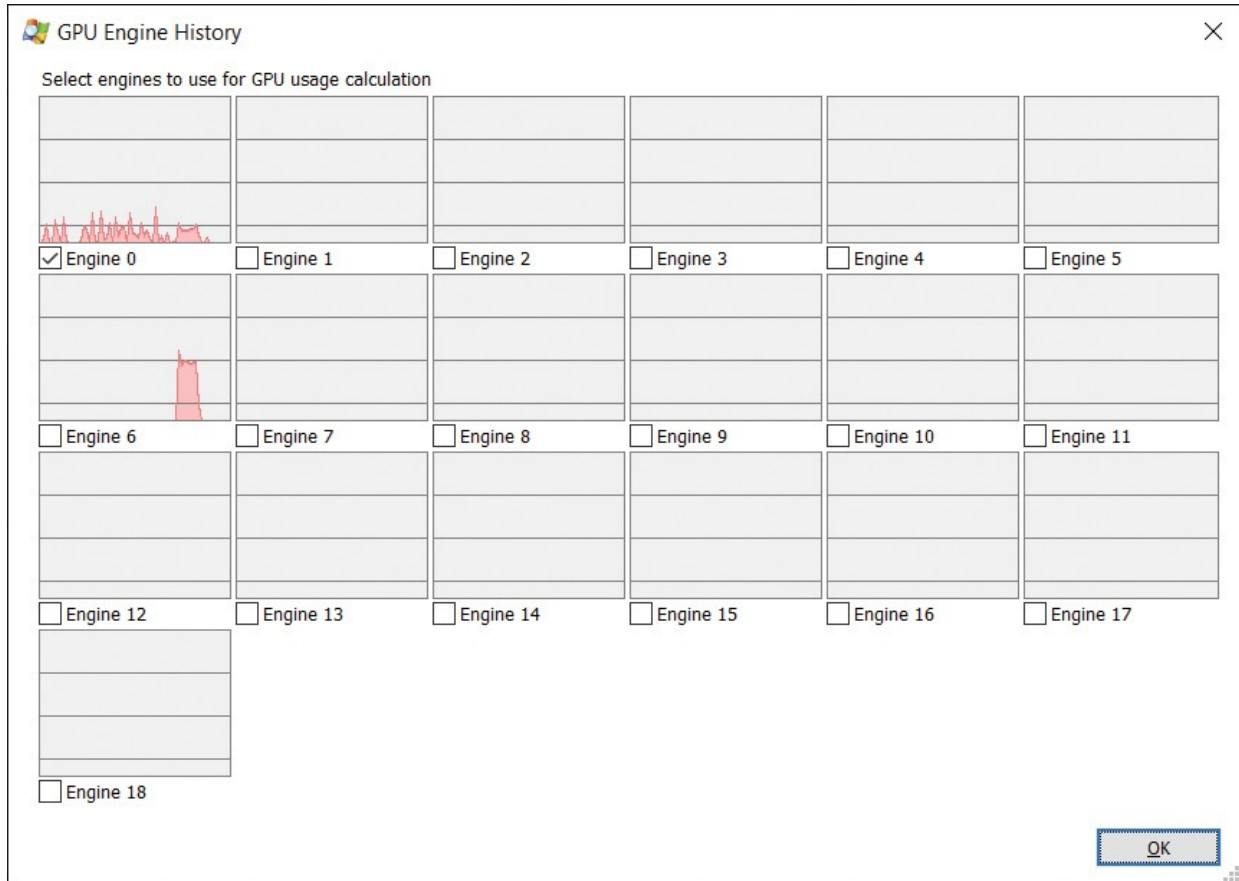 GPU Engine History
Select engines to use for GPU usage calculation
Engine 0 Engine 1 Engine 2 Engine 3 Engine 4 Engine 5
Engine 6 Engine 7 Engine 8 Engine 9 Engine 10 Engine 11
Engine 12 Engine 13 Engine 14 Engine 15 Engine 16 Engine 17
Engine 18
OK